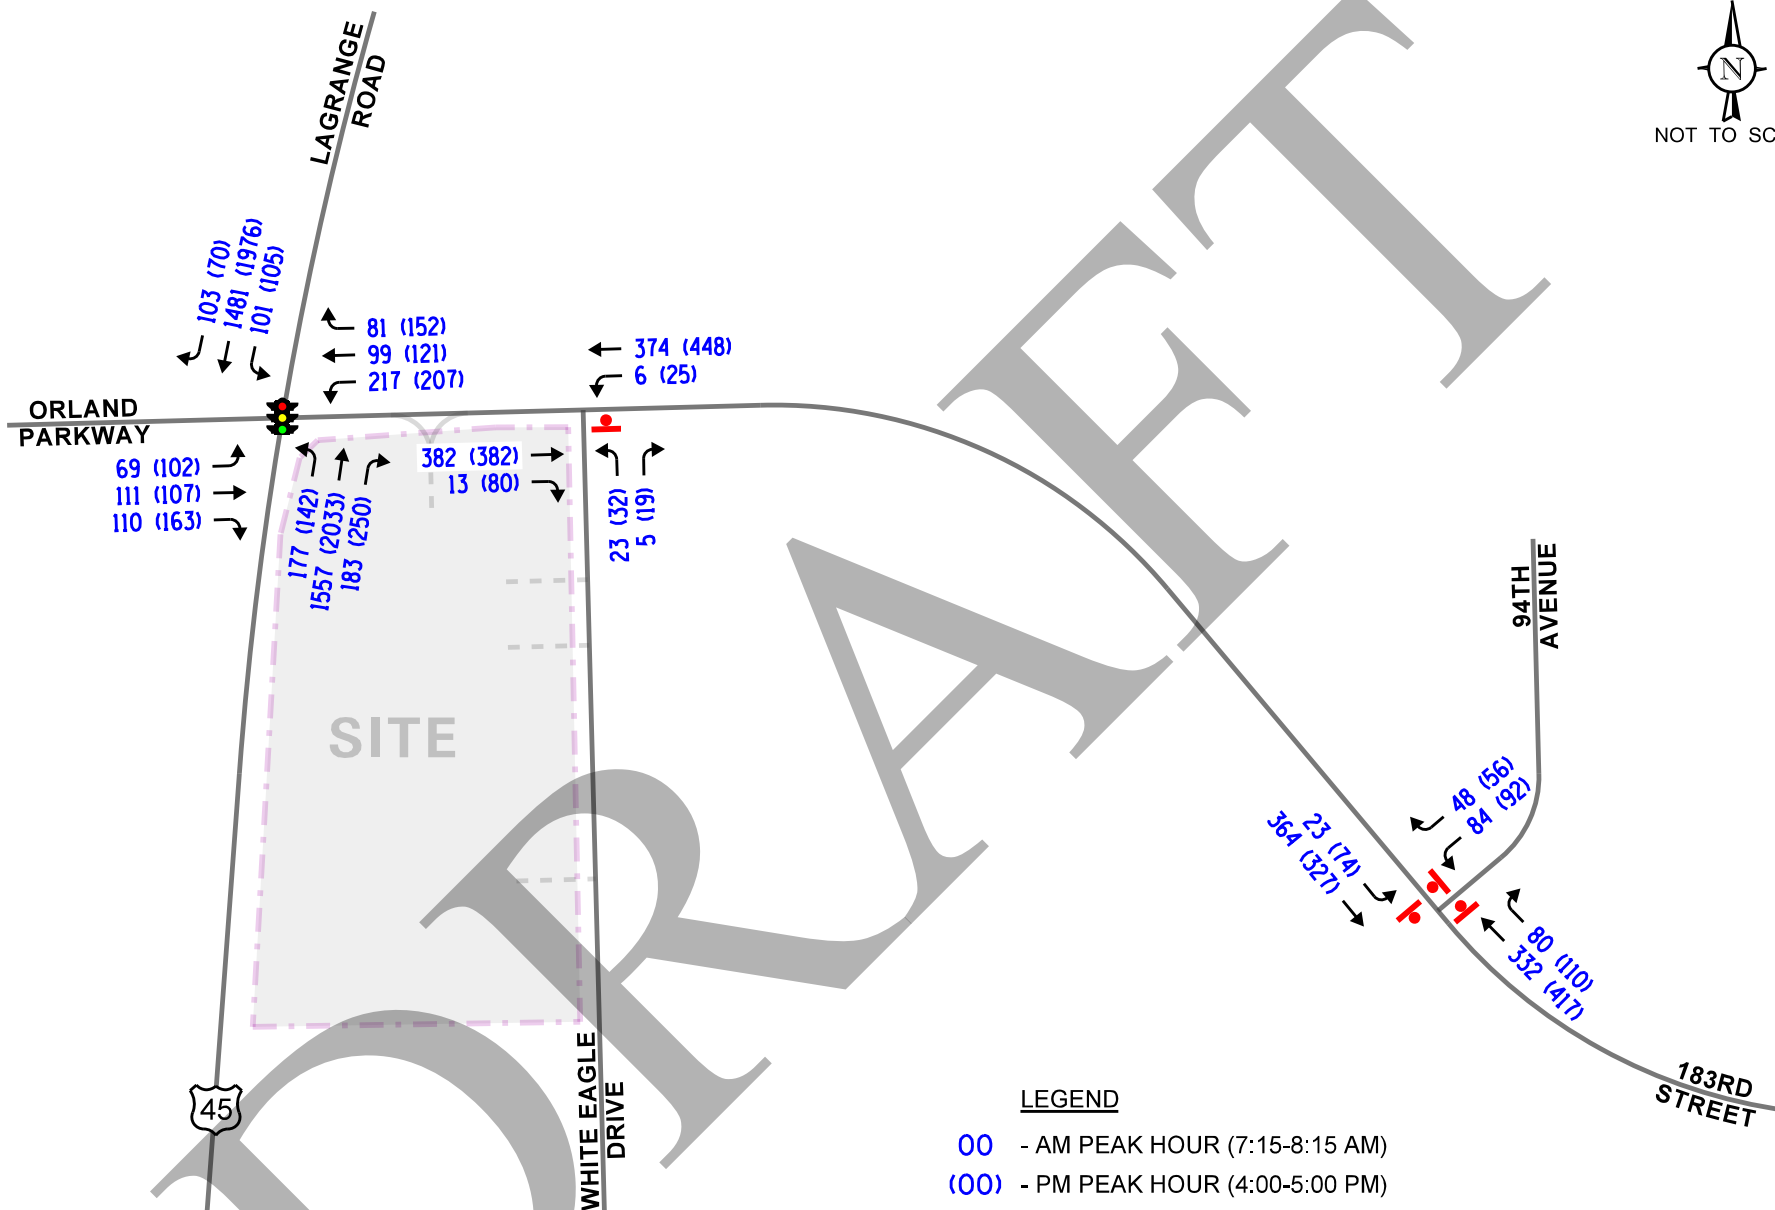 LAGRANGE
ROAD
N
NOT TO SC
103 (70)
1481 (1976)
101 (105)
81 (152)
99 (121)
217 (207)
374 (448)
6 (25)
ORLAND
PARKWAY
69 (102)
111 (107)
110 (163)
177 (142)
1557 (2033)
183 (250)
382 (382)
13 (80)
23 (32)
5 (19)
94TH
AVENUE
SITE
48 (56)
84 (92)
23 (74)
364 (327)
80 (110)
332 (417)
183RD
STREET
45
WHITE EAGLE
DRIVE
LEGEND
00 - AM PEAK HOUR (7:15-8:15 AM)
(00) - PM PEAK HOUR (4:00-5:00 PM)
DRAFT